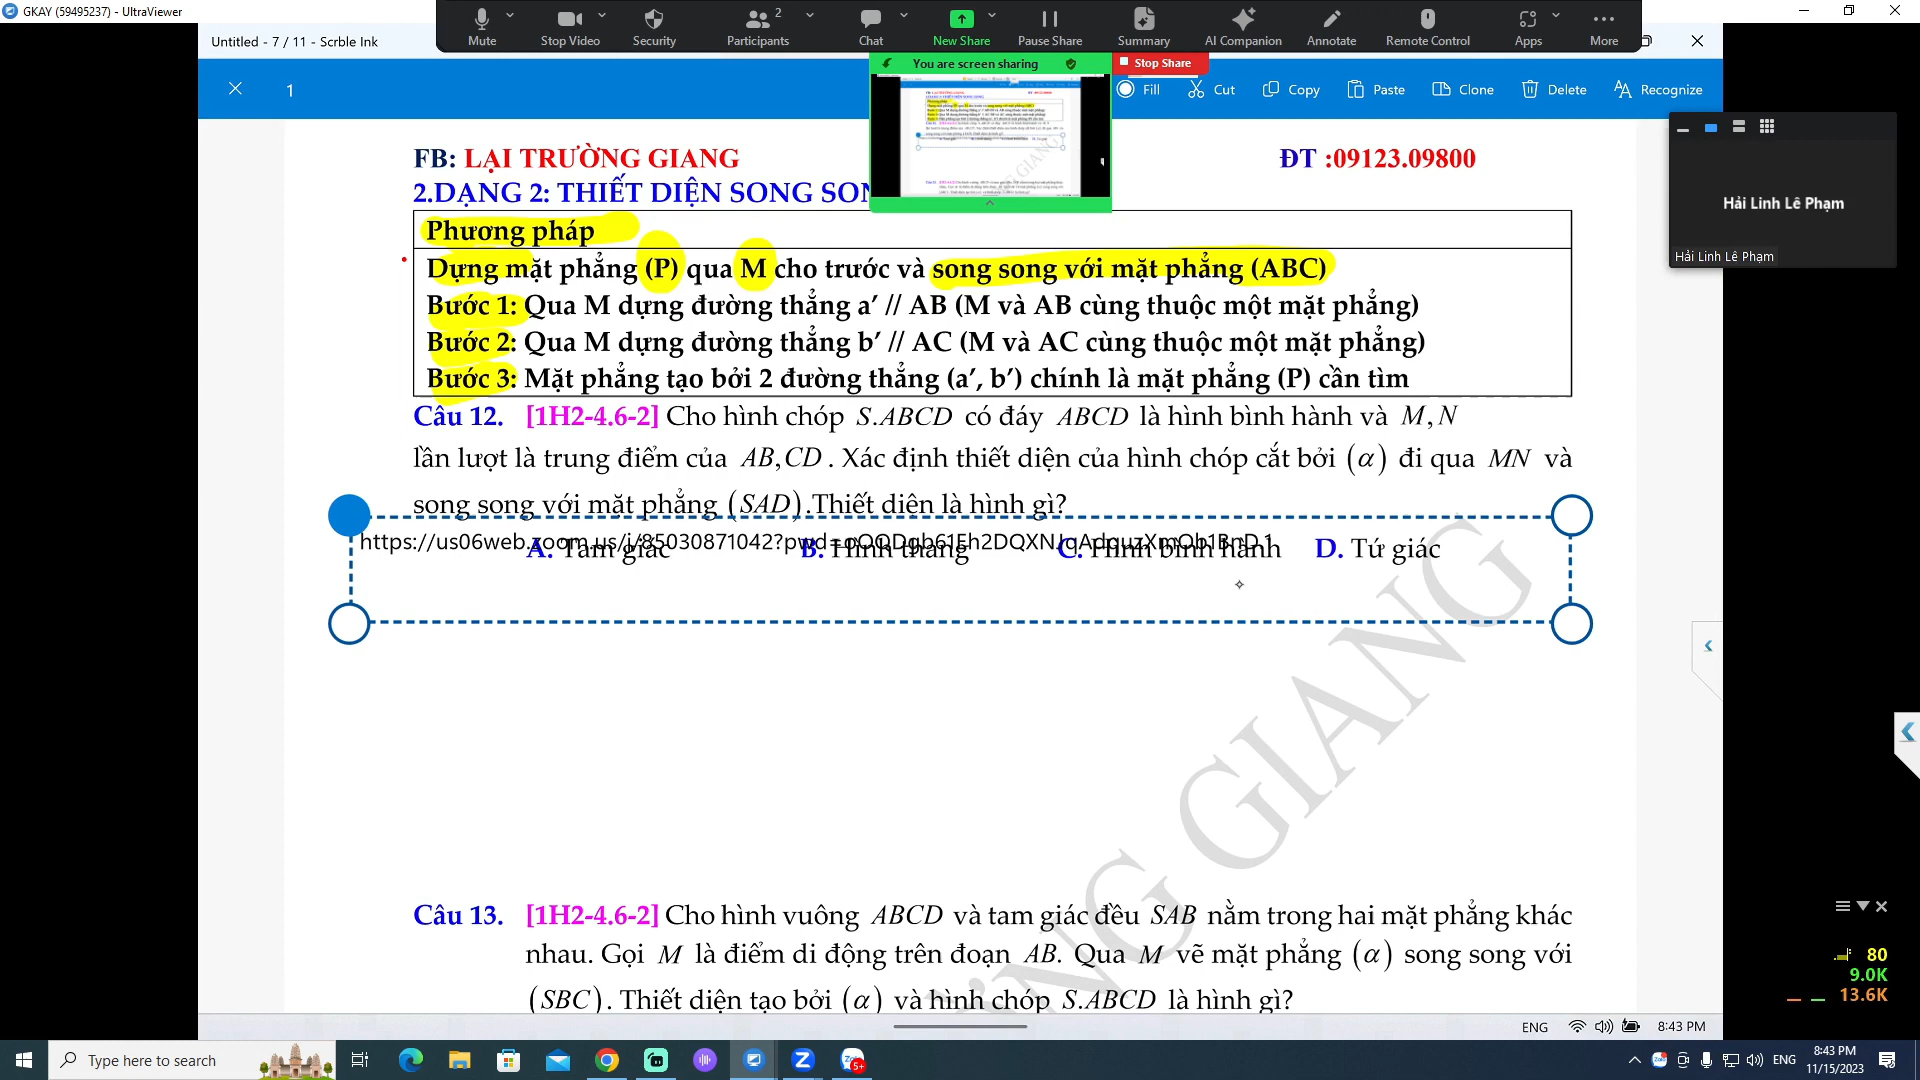 GKAY (59495237) - UltraViewer
Untitled - 7 / 11 - Scrble Ink
Mute
Stop Video
Security
Participants
2
Chat
New Share
Pause Share
Summary
AI Companion
Annotate
Remote Control
Apps
More
You are screen sharing
Stop Share
1
Fill
Cut
Copy
Paste
Clone
Delete
Recognize
Hải Linh Lê Phạm
Hải Linh Lê Phạm
FB: LẠI TRƯỜNG GIANG
ĐT :09123.09800
2.DẠNG 2: THIẾT DIỆN SONG SON
Phương pháp
Dựng mặt phẳng (P) qua M cho trước và song song với mặt phẳng (ABC)
Bước 1: Qua M dựng đường thẳng a’ // AB (M và AB cùng thuộc một mặt phẳng)
Bước 2: Qua M dựng đường thẳng b’ // AC (M và AC cùng thuộc một mặt phẳng)
Bước 3: Mặt phẳng tạo bởi 2 đường thẳng (a’, b’) chính là mặt phẳng (P) cần tìm
Câu 12. [1H2-4.6-2] Cho hình chóp S.ABCD có đáy ABCD là hình bình hành và M, N
lần lượt là trung điểm của AB,CD. Xác định thiết diện của hình chóp cắt bởi (α) đi qua MN và
song song với mặt phẳng (SAD).Thiết diện là hình gì?
A. Tam giác B. Hình thang C. Hình bình hành D. Tứ giác
GIANG
Câu 13. [1H2-4.6-2] Cho hình vuông ABCD và tam giác đều SAB nằm trong hai mặt phẳng khác
nhau. Gọi M là điểm di động trên đoạn AB. Qua M vẽ mặt phẳng (α) song song với
(SBC). Thiết diện tạo bởi (α) và hình chóp S.ABCD là hình gì?
80
9.0K
13.6K
ENG
8:43 PM
Type here to search
5+
ENG
8:43 PM
11/15/2023